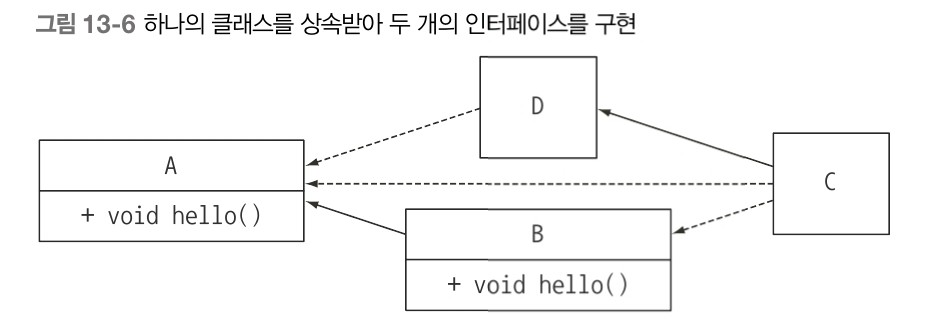 그림 13-6 하나의 클래스를 상속받아 두 개의 인터페이스를 구현
D
A
+ void hello()
C
B
+ void hello()